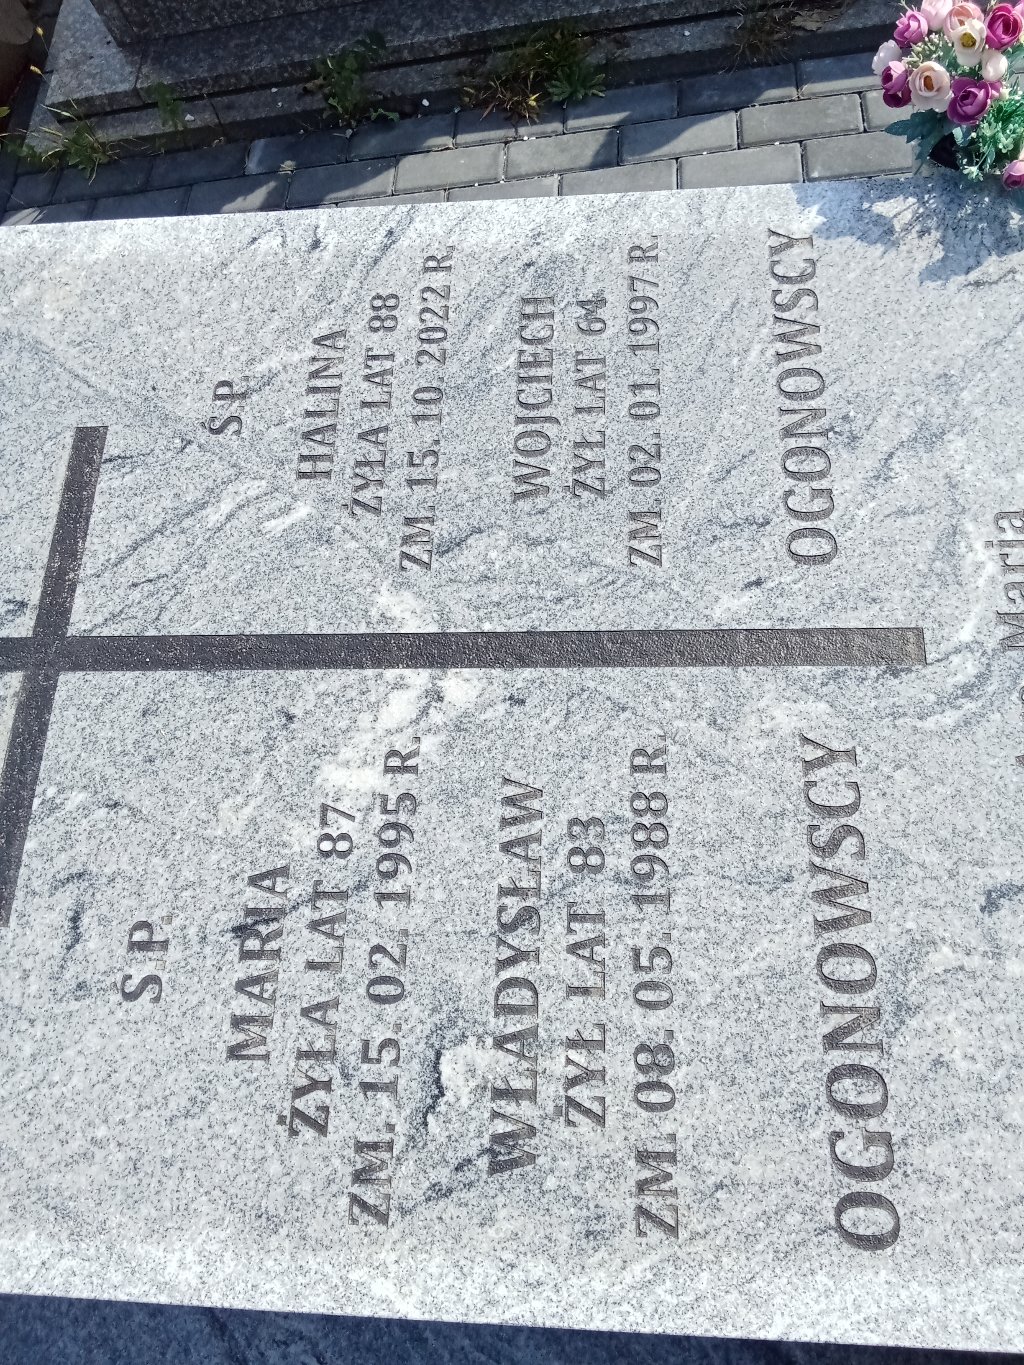 Ś.P.
MARIA
ŻYŁA LAT 87
ZM. 15. 02. 1995 R.
WŁADYSŁAW
ŻYŁ LAT 83
ZM. 08. 05. 1988 R.
OGONOWSCY
Ś.P.
HALINA
ŻYŁA LAT 88
ZM. 15. 10. 2022 R.
WOJCIECH
ŻYŁ LAT 64
ZM. 02. 01. 1997 R.
OGONOWSCY
Maria